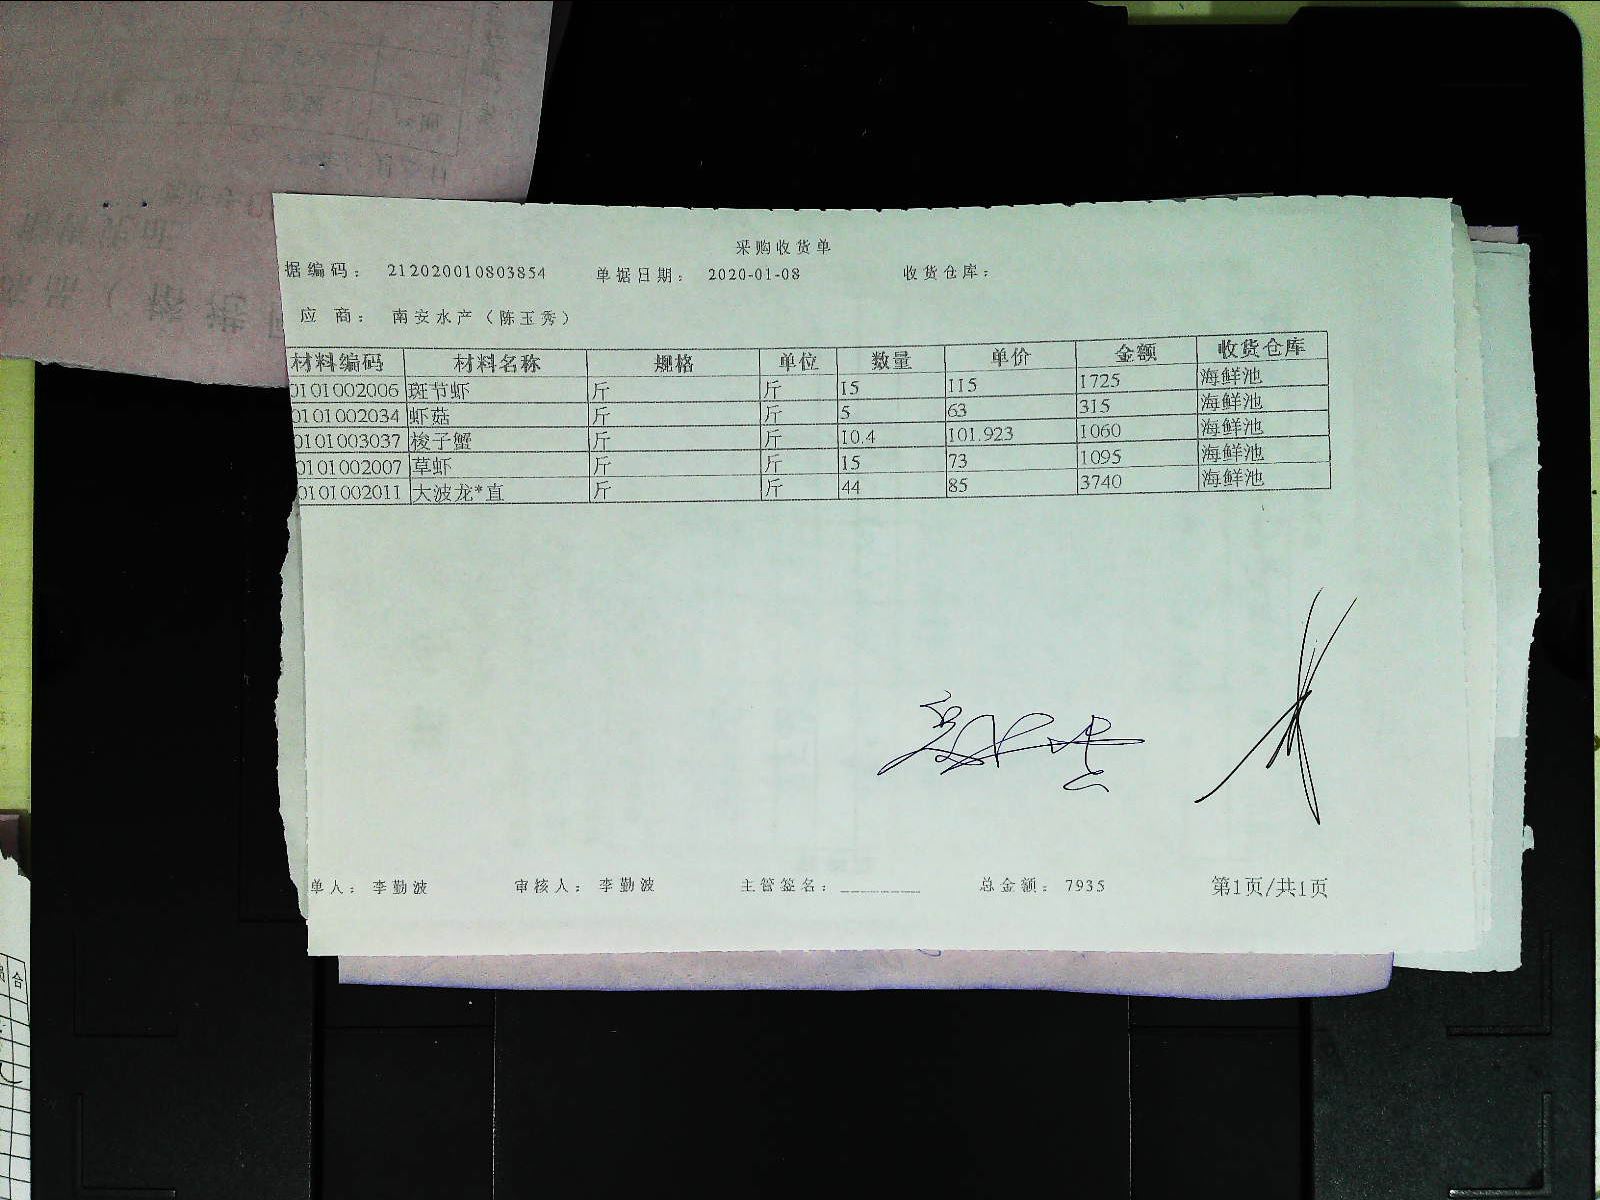 采购收货单
据编码： 212020010803854 单据日期： 2020-01-08 收货仓库：
应 商： 南安水产（陈玉秀）
材料编码 材料名称 规格 单位 数量 单价 金额 收货仓库
0101002006 斑节虾 斤 斤 15 115 1725 海鲜池
0101002034 虾菇 斤 斤 5 63 315 海鲜池
0101003037 梭子蟹 斤 斤 10.4 101.923 1060 海鲜池
0101002007 草虾 斤 斤 15 73 1095 海鲜池
0101002011 大波龙*直 斤 斤 44 85 3740 海鲜池
单人： 李勤波 审核人： 李勤波 主管签名：________ 总金额： 7935 第1页/共1页